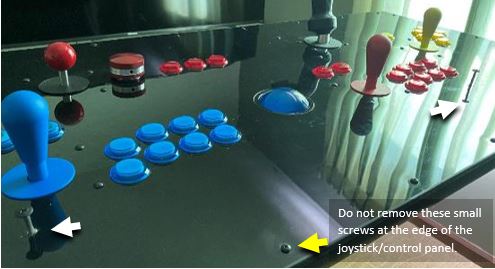 Do not remove these small
screws at the edge of the
joystick/control panel.